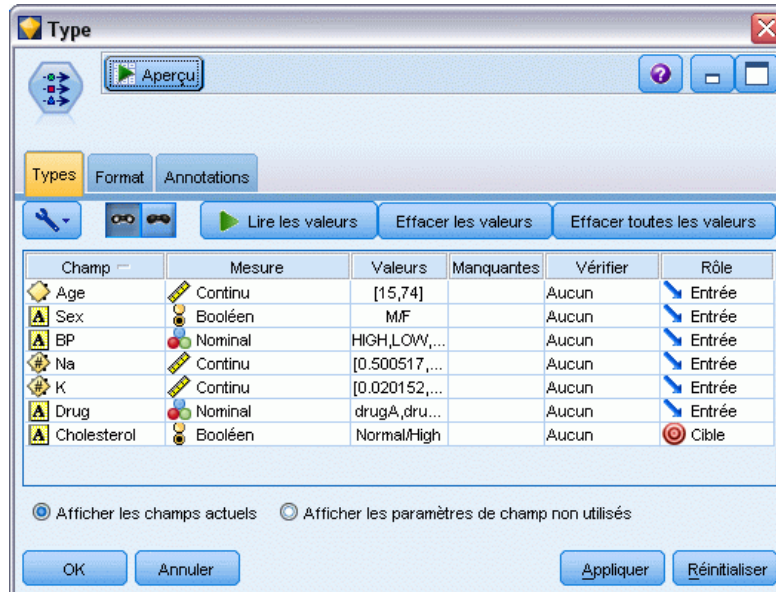 Type
Aperçu
Types Format Annotations
Lire les valeurs Effacer les valeurs Effacer toutes les valeurs
Champ Mesure Valeurs Manquantes Vérifier Rôle
Age Continu [15,74] Aucun Entrée
A Sex Booléen M/F Aucun Entrée
A BP Nominal HIGH,LOW,... Aucun Entrée
# Na Continu [0.500517,... Aucun Entrée
# K Continu [0.020152,... Aucun Entrée
A Drug Nominal drugA,dru... Aucun Entrée
A Cholesterol Booléen Normal/High Aucun Cible
Afficher les champs actuels Afficher les paramètres de champ non utilisés
OK Annuler Appliquer Réinitialiser